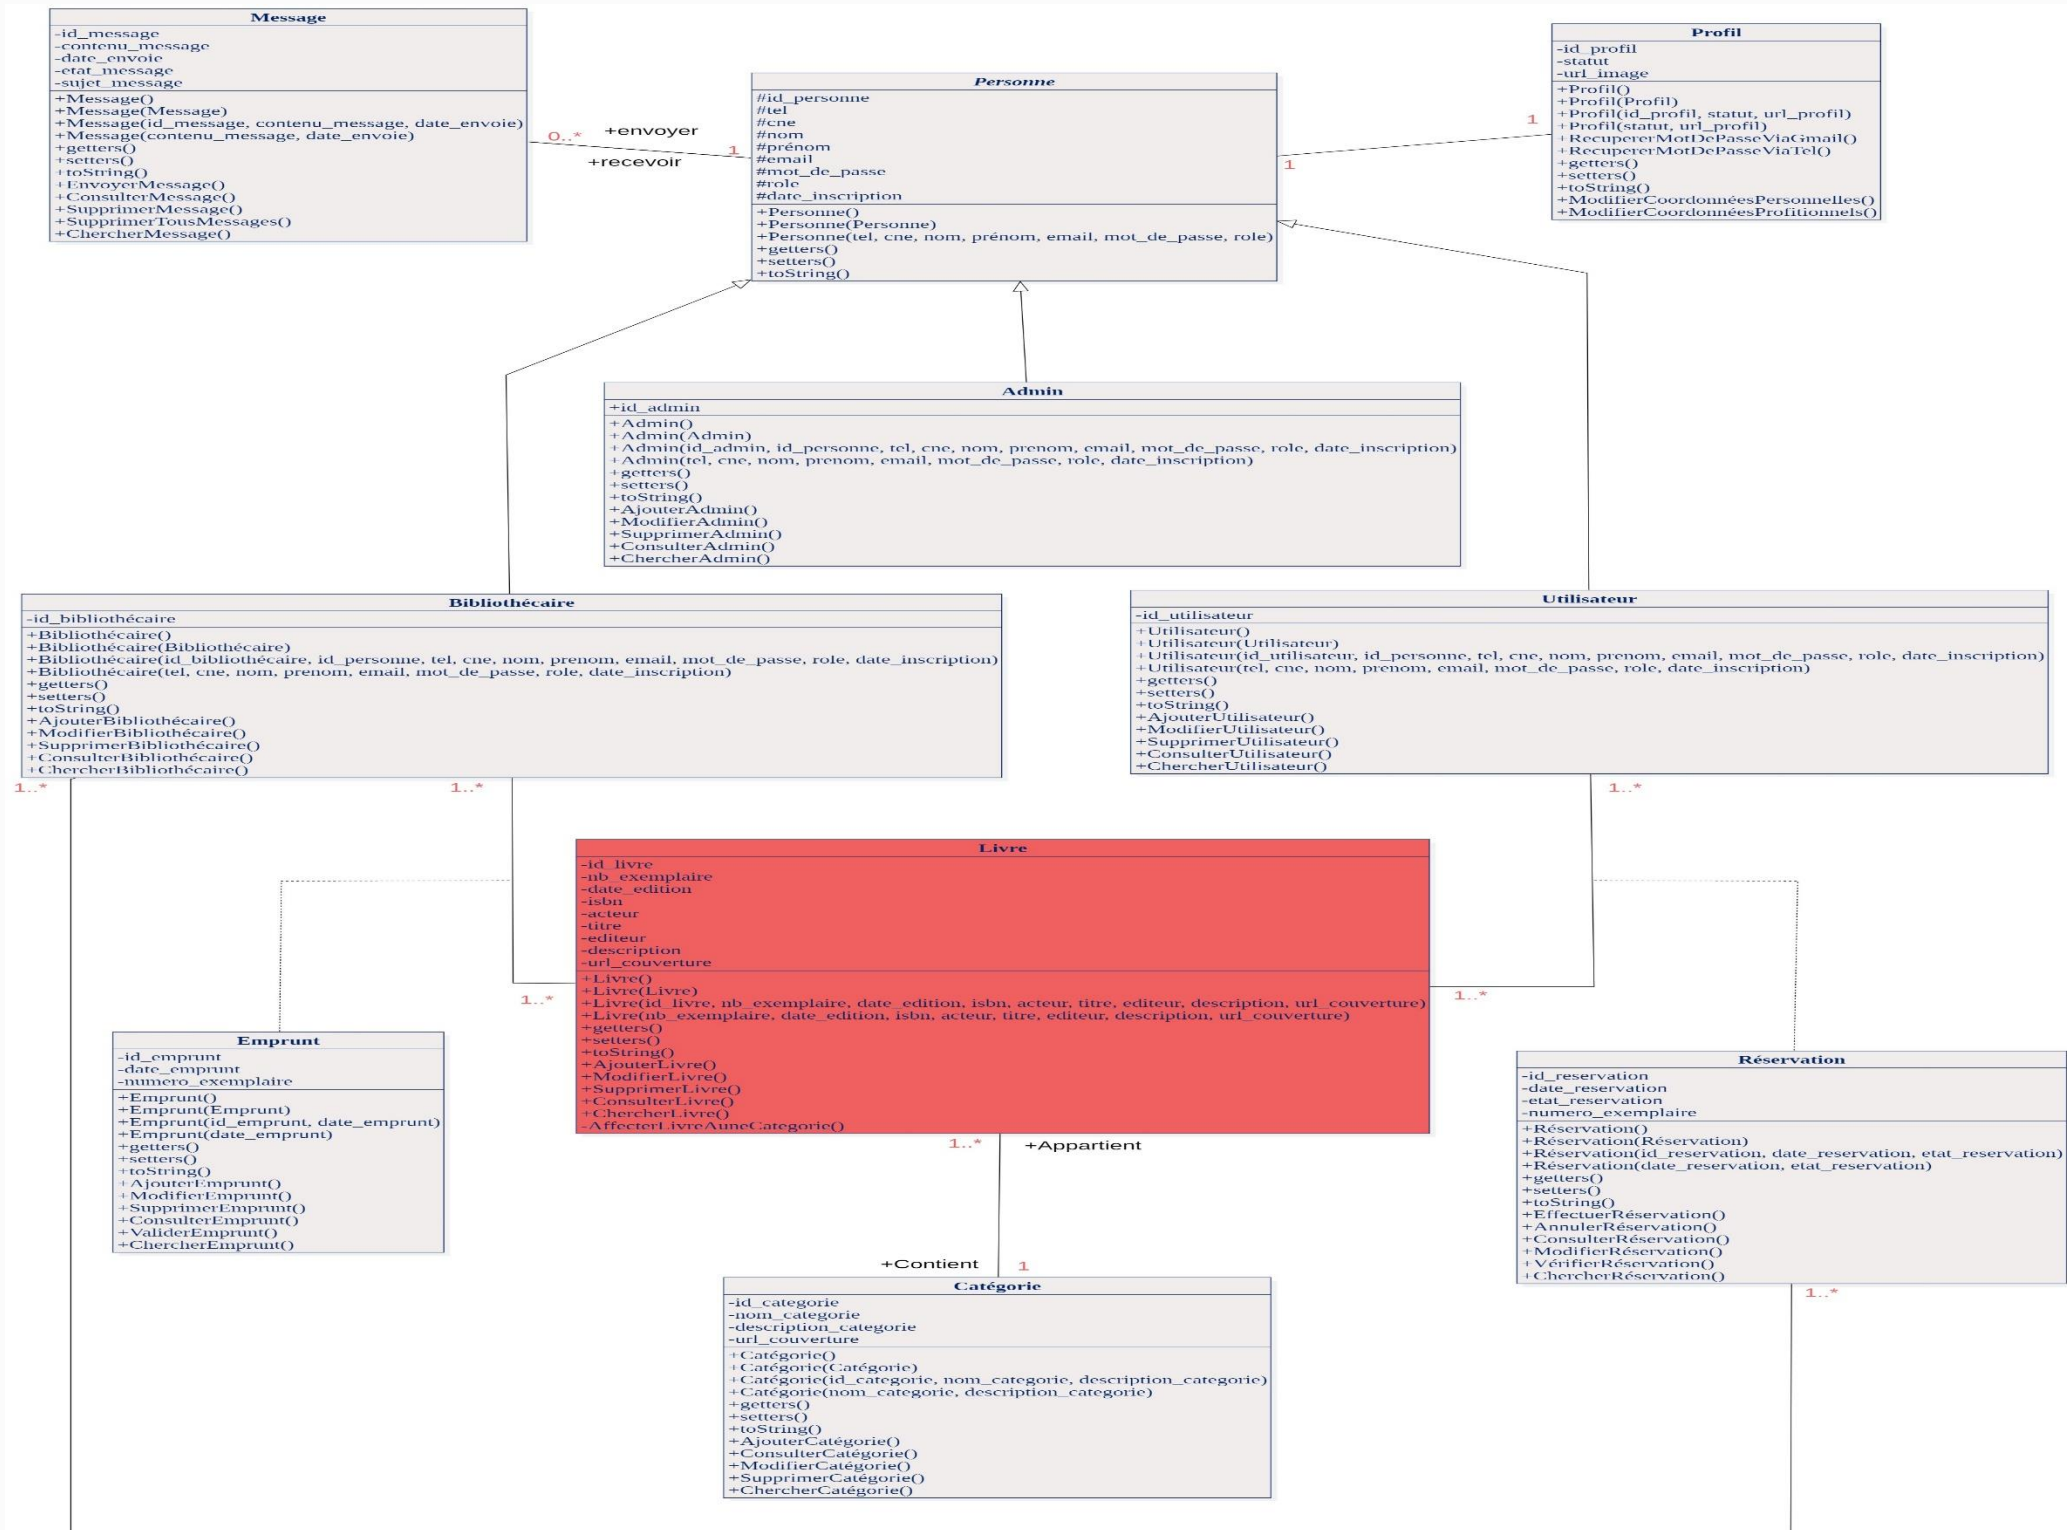 Message
-id_message
-contenu_message
-date_envoie
-etat_message
-sujet_message
+Message()
+Message(Message)
+Message(id_message, contenu_message, date_envoie)
+Message(contenu_message, date_envoie)
+getters()
+setters()
+toString()
+EnvoyerMessage()
+ConsulterMessage()
+SupprimerMessage()
+SupprimerTousMessages()
+ChercherMessage()
0..*
+envoyer
+recevoir
1
Personne
#id_personne
#tel
#cne
#nom
#prénom
#email
#mot_de_passe
#role
#date_inscription
+Personne()
+Personne(Personne)
+Personne(tel, cne, nom, prénom, email, mot_de_passe, role)
+getters()
+setters()
+toString()
1
1
Profil
-id_profil
-statut
-url_image
+Profil()
+Profil(Profil)
+Profil(id_profil, statut, url_profil)
+Profil(statut, url_profil)
+RecupererMotDePasseViaGmail()
+RecupererMotDePasseViaTel()
+getters()
+setters()
+toString()
+ModifierCoordonnéesPersonnelles()
+ModifierCoordonnéesProfitionnels()
Admin
+id_admin
+Admin()
+Admin(Admin)
+Admin(id_admin, id_personne, tel, cne, nom, prenom, email, mot_de_passe, role, date_inscription)
+Admin(tel, cne, nom, prenom, email, mot_de_passe, role, date_inscription)
+getters()
+setters()
+toString()
+AjouterAdmin()
+ModifierAdmin()
+SupprimerAdmin()
+ConsulterAdmin()
+ChercherAdmin()
Bibliothécaire
-id_bibliothécaire
+Bibliothécaire()
+Bibliothécaire(Bibliothécaire)
+Bibliothécaire(id_bibliothécaire, id_personne, tel, cne, nom, prenom, email, mot_de_passe, role, date_inscription)
+Bibliothécaire(tel, cne, nom, prenom, email, mot_de_passe, role, date_inscription)
+getters()
+setters()
+toString()
+AjouterBibliothécaire()
+ModifierBibliothécaire()
+SupprimerBibliothécaire()
+ConsulterBibliothécaire()
+ChercherBibliothécaire()
1..*
1..*
Utilisateur
-id_utilisateur
+Utilisateur()
+Utilisateur(Utilisateur)
+Utilisateur(id_utilisateur, id_personne, tel, cne, nom, prenom, email, mot_de_passe, role, date_inscription)
+Utilisateur(tel, cne, nom, prenom, email, mot_de_passe, role, date_inscription)
+getters()
+setters()
+toString()
+AjouterUtilisateur()
+ModifierUtilisateur()
+SupprimerUtilisateur()
+ConsulterUtilisateur()
+ChercherUtilisateur()
1..*
Livre
-id_livre
-nb_exemplaire
-date_edition
-isbn
-acteur
-titre
-editeur
-description
-url_couverture
+Livre()
+Livre(Livre)
+Livre(id_livre, nb_exemplaire, date_edition, isbn, acteur, titre, editeur, description, url_couverture)
+Livre(nb_exemplaire, date_edition, isbn, acteur, titre, editeur, description, url_couverture)
+getters()
+setters()
+toString()
+AjouterLivre()
+ModifierLivre()
+SupprimerLivre()
+ConsulterLivre()
+ChercherLivre()
-AffecterLivreAuneCategorie()
1..*
1..*
1..*
+Appartient
Emprunt
-id_emprunt
-date_emprunt
-numero_exemplaire
+Emprunt()
+Emprunt(Emprunt)
+Emprunt(id_emprunt, date_emprunt)
+Emprunt(date_emprunt)
+getters()
+setters()
+toString()
+AjouterEmprunt()
+ModifierEmprunt()
+SupprimerEmprunt()
+ConsulterEmprunt()
+ValiderEmprunt()
+ChercherEmprunt()
Réservation
-id_reservation
-date_reservation
-etat_reservation
-numero_exemplaire
+Réservation()
+Réservation(Réservation)
+Réservation(id_reservation, date_reservation, etat_reservation)
+Réservation(date_reservation, etat_reservation)
+getters()
+setters()
+toString()
+EffectuerRéservation()
+AnnulerRéservation()
+ConsulterRéservation()
+ModifierRéservation()
+VérifierRéservation()
+ChercherRéservation()
1..*
+Contient
1
Catégorie
-id_categorie
-nom_categorie
-description_categorie
-url_couverture
+Catégorie()
+Catégorie(Catégorie)
+Catégorie(id_categorie, nom_categorie, description_categorie)
+Catégorie(nom_categorie, description_categorie)
+getters()
+setters()
+toString()
+AjouterCatégorie()
+ConsulterCatégorie()
+ModifierCatégorie()
+SupprimerCatégorie()
+ChercherCatégorie()